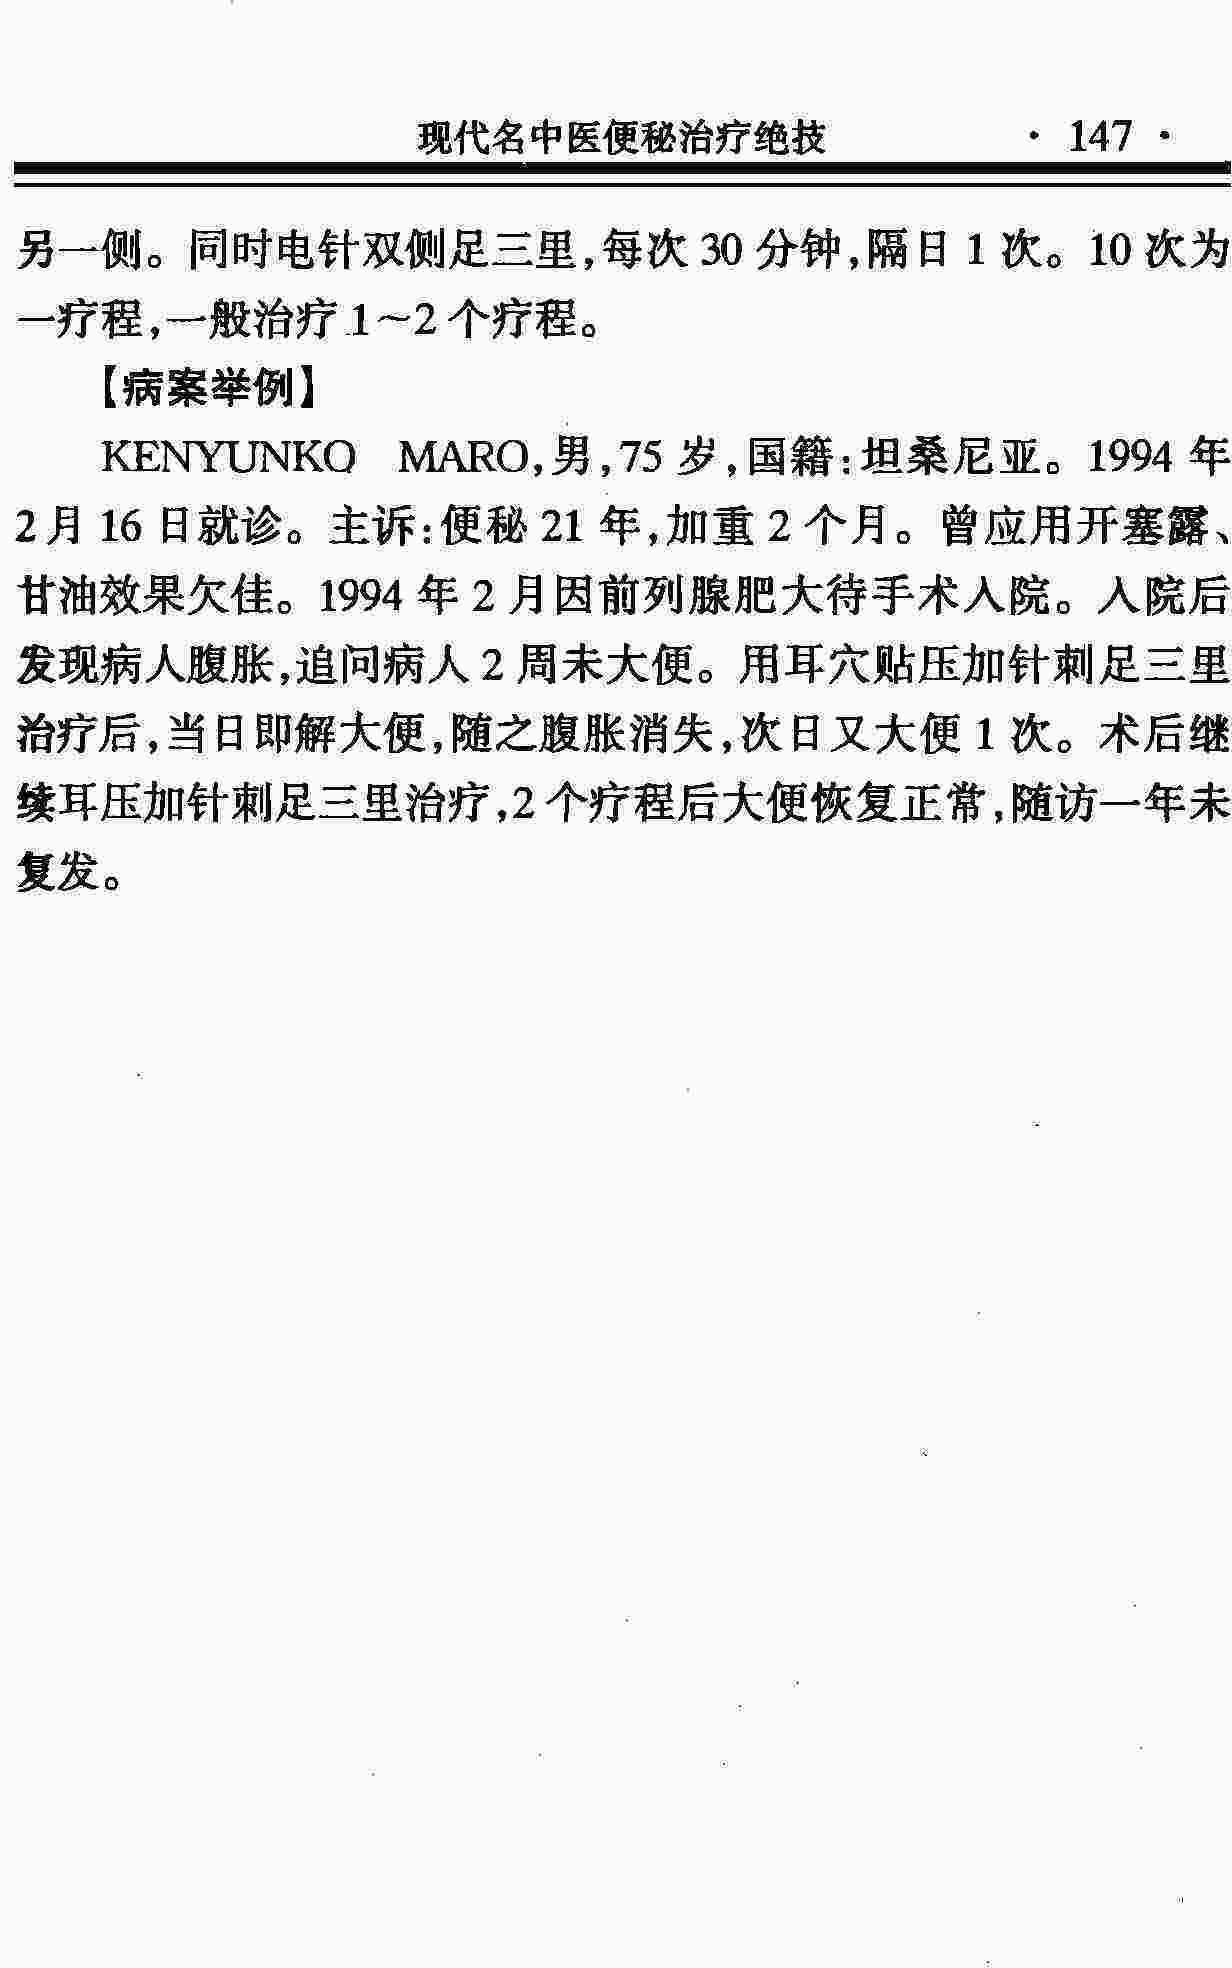 现代名中医便秘治疗绝技 · 147 ·
另一侧。同时电针双侧足三里,每次 30 分钟,隔日 1 次。10 次为
一疗程,一般治疗 1～2 个疗程。
【病案举例】
KENYUNKO MARO,男,75 岁,国籍:坦桑尼亚。1994 年
2 月 16 日就诊。主诉:便秘 21 年,加重 2 个月。曾应用开塞露、
甘油效果欠佳。1994 年 2 月因前列腺肥大待手术入院。入院后
发现病人腹胀,追问病人 2 周未大便。用耳穴贴压加针刺足三里
治疗后,当日即解大便,随之腹胀消失,次日又大便 1 次。术后继
续耳压加针刺足三里治疗,2 个疗程后大便恢复正常,随访一年未
复发。